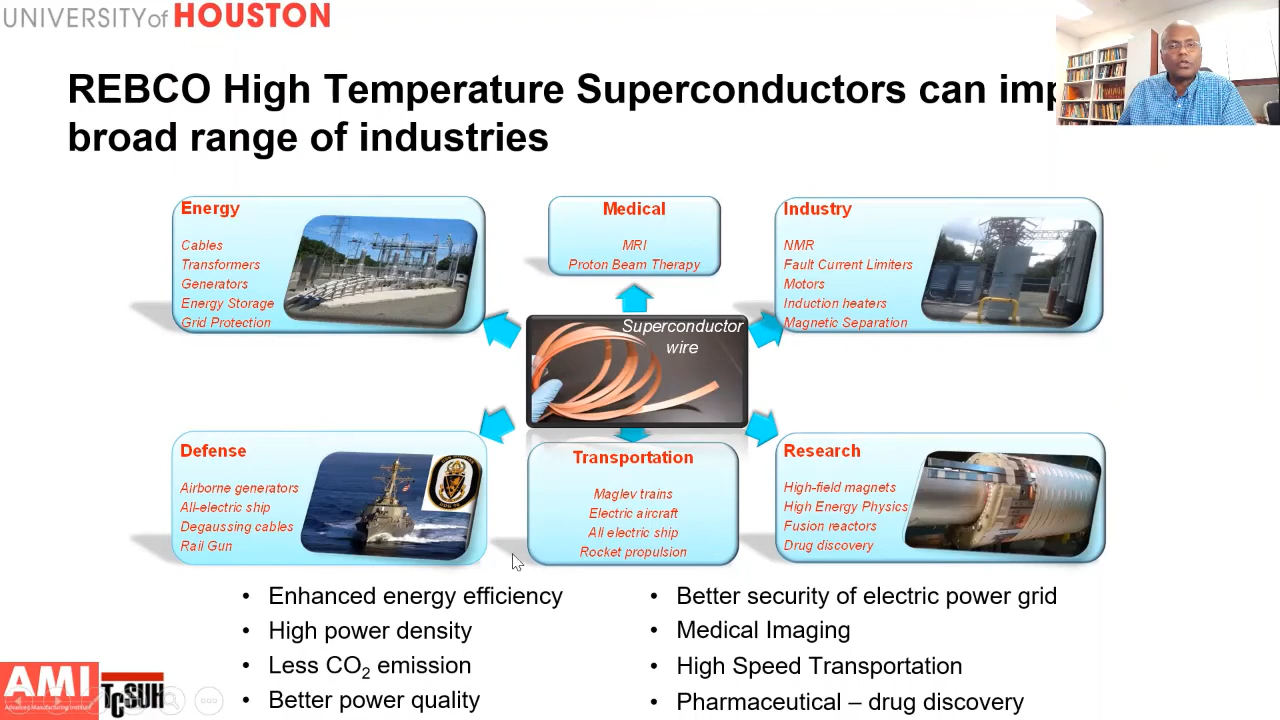 UNIVERSITY of HOUSTON
REBCO High Temperature Superconductors can imp
broad range of industries
Energy
Cables
Transformers
Generators
Energy Storage
Grid Protection
Medical
MRI
Proton Beam Therapy
Industry
NMR
Fault Current Limiters
Motors
Induction heaters
Magnetic Separation
Superconductor
wire
Defense
Airborne generators
All-electric ship
Degaussing cables
Rail Gun
Transportation
Maglev trains
Electric aircraft
All electric ship
Rocket propulsion
Research
High-field magnets
High Energy Physics
Fusion reactors
Drug discovery
• Enhanced energy efficiency
• High power density
• Less CO₂ emission
• Better power quality
• Better security of electric power grid
• Medical Imaging
• High Speed Transportation
• Pharmaceutical – drug discovery
AMI
Advanced Manufacturing Institute
TCSUH